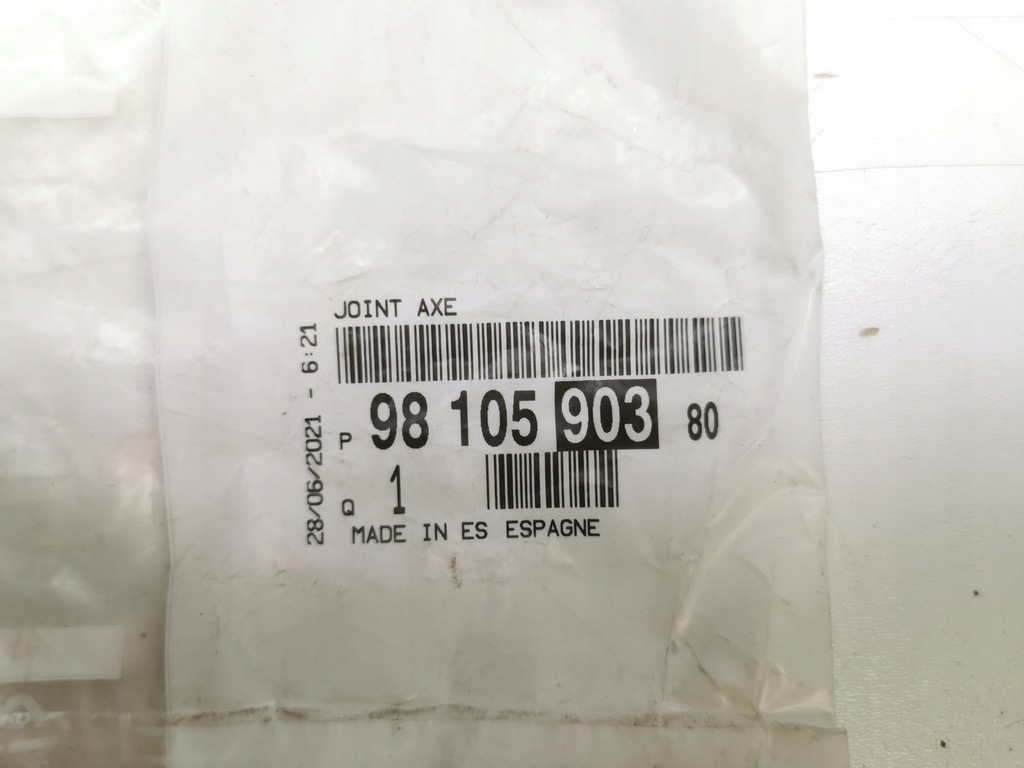 JOINT AXE
28/06/2021 - 6:21
P 98 105 903 80
Q 1
MADE IN ES ESPAGNE